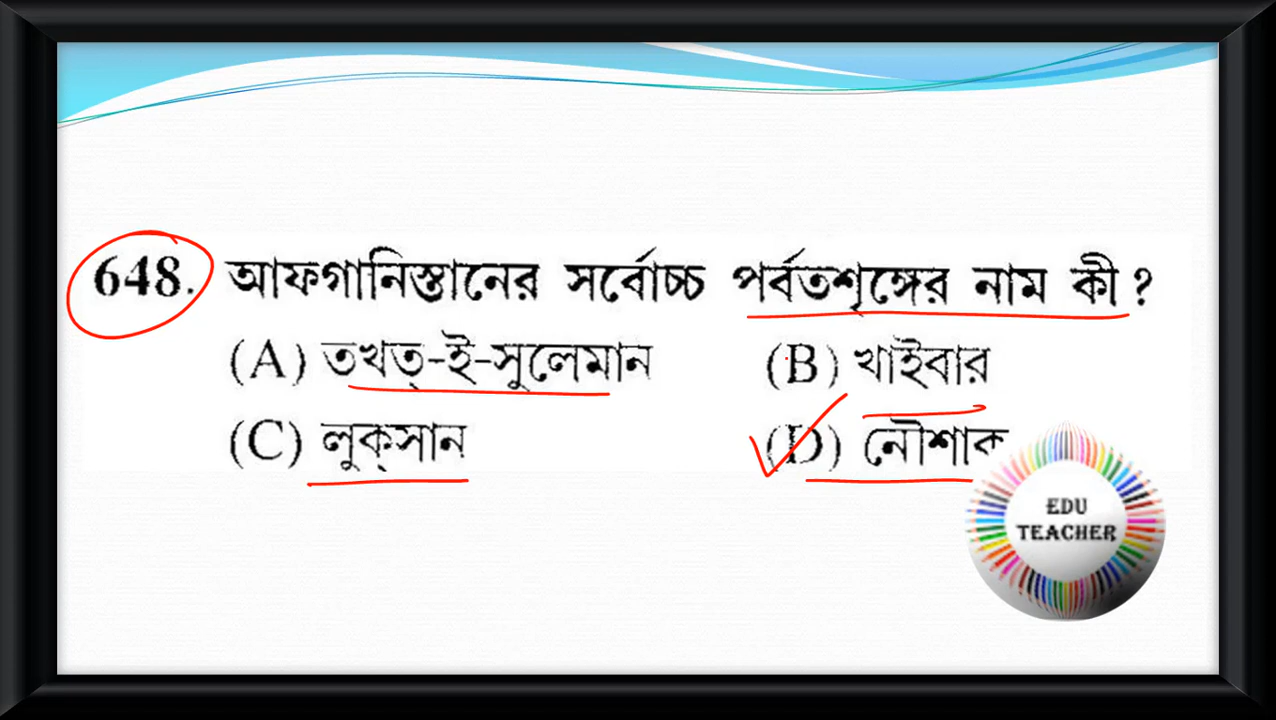 648. আফগানিস্তানের সর্বোচ্চ পর্বতশৃঙ্গের নাম কী?
(A) তখত্-ই-সুলেমান (B) খাইবার
(C) লুক্সান (D) নৌশাক
EDU
TEACHER